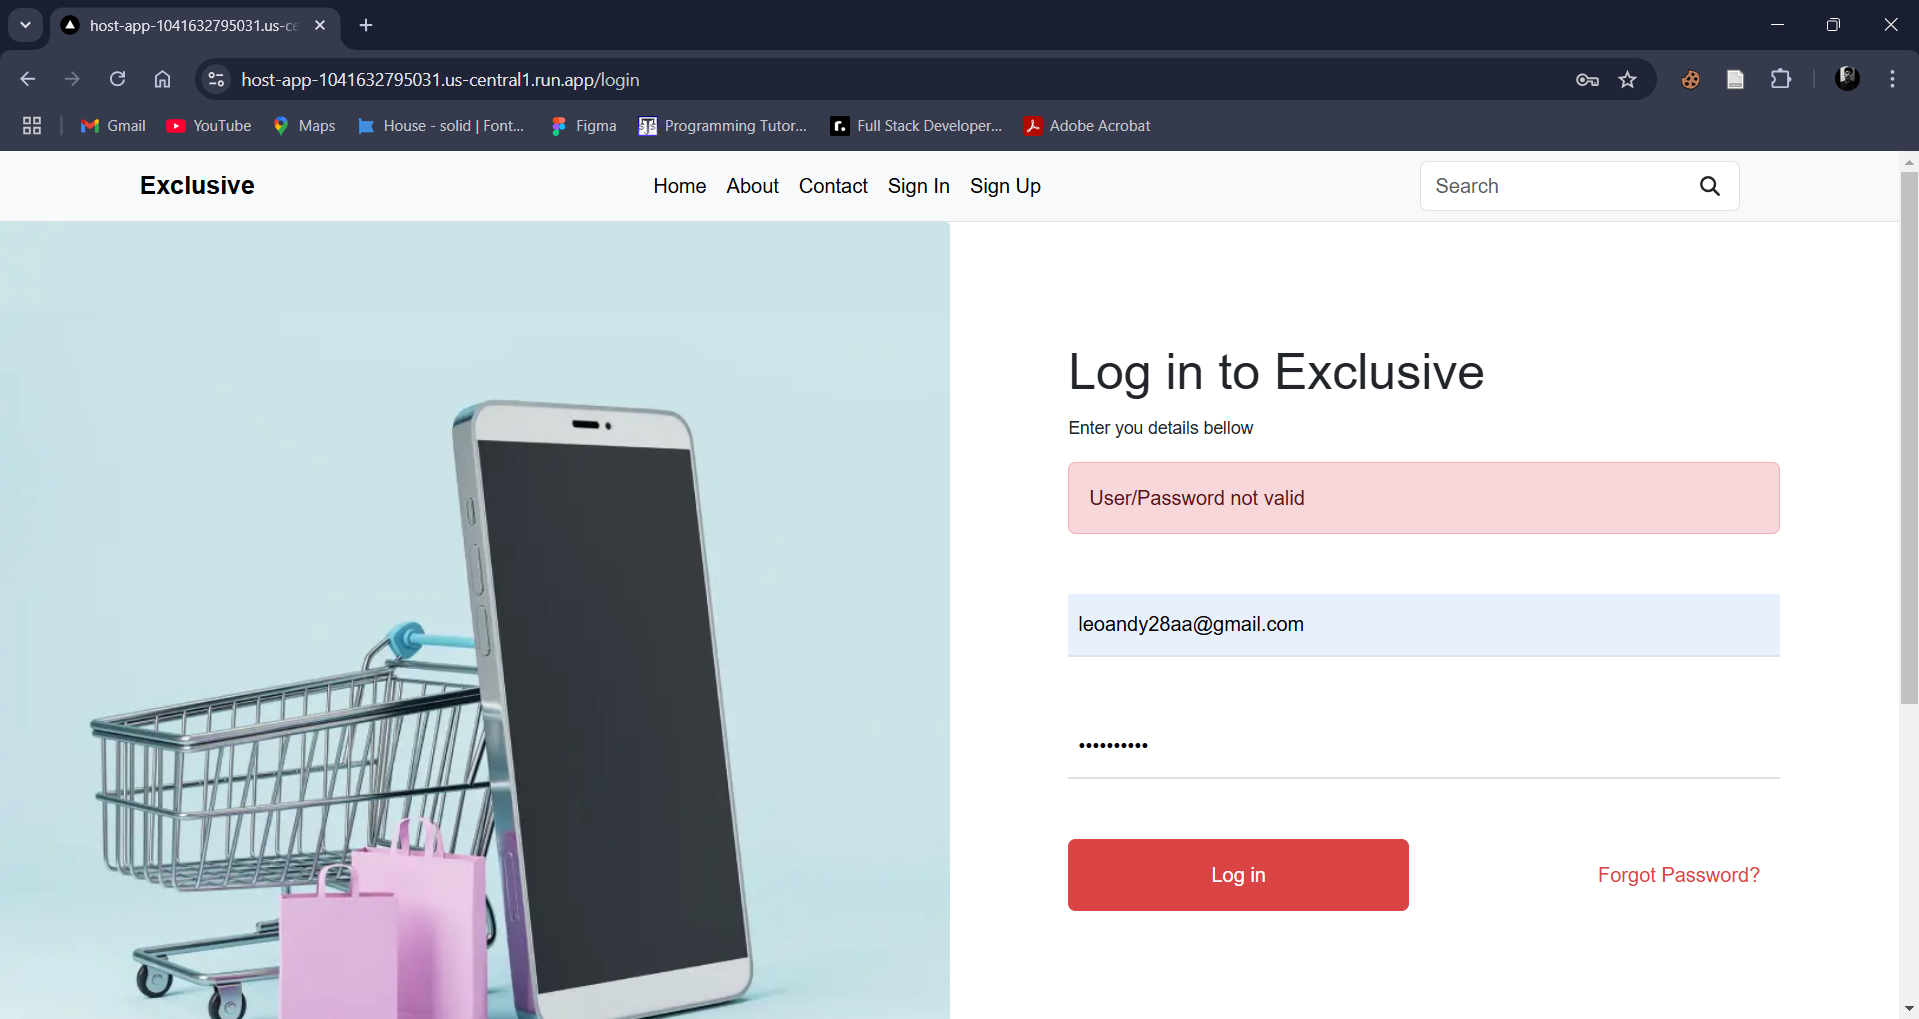 host-app-1041632795031.us-ce
host-app-1041632795031.us-central1.run.app/login
Gmail YouTube Maps House - solid | Font... Figma Programming Tutor... Full Stack Developer... Adobe Acrobat
Exclusive Home About Contact Sign In Sign Up Search
Log in to Exclusive
Enter you details bellow
User/Password not valid
leoandy28aa@gmail.com
••••••••••
Log in Forgot Password?